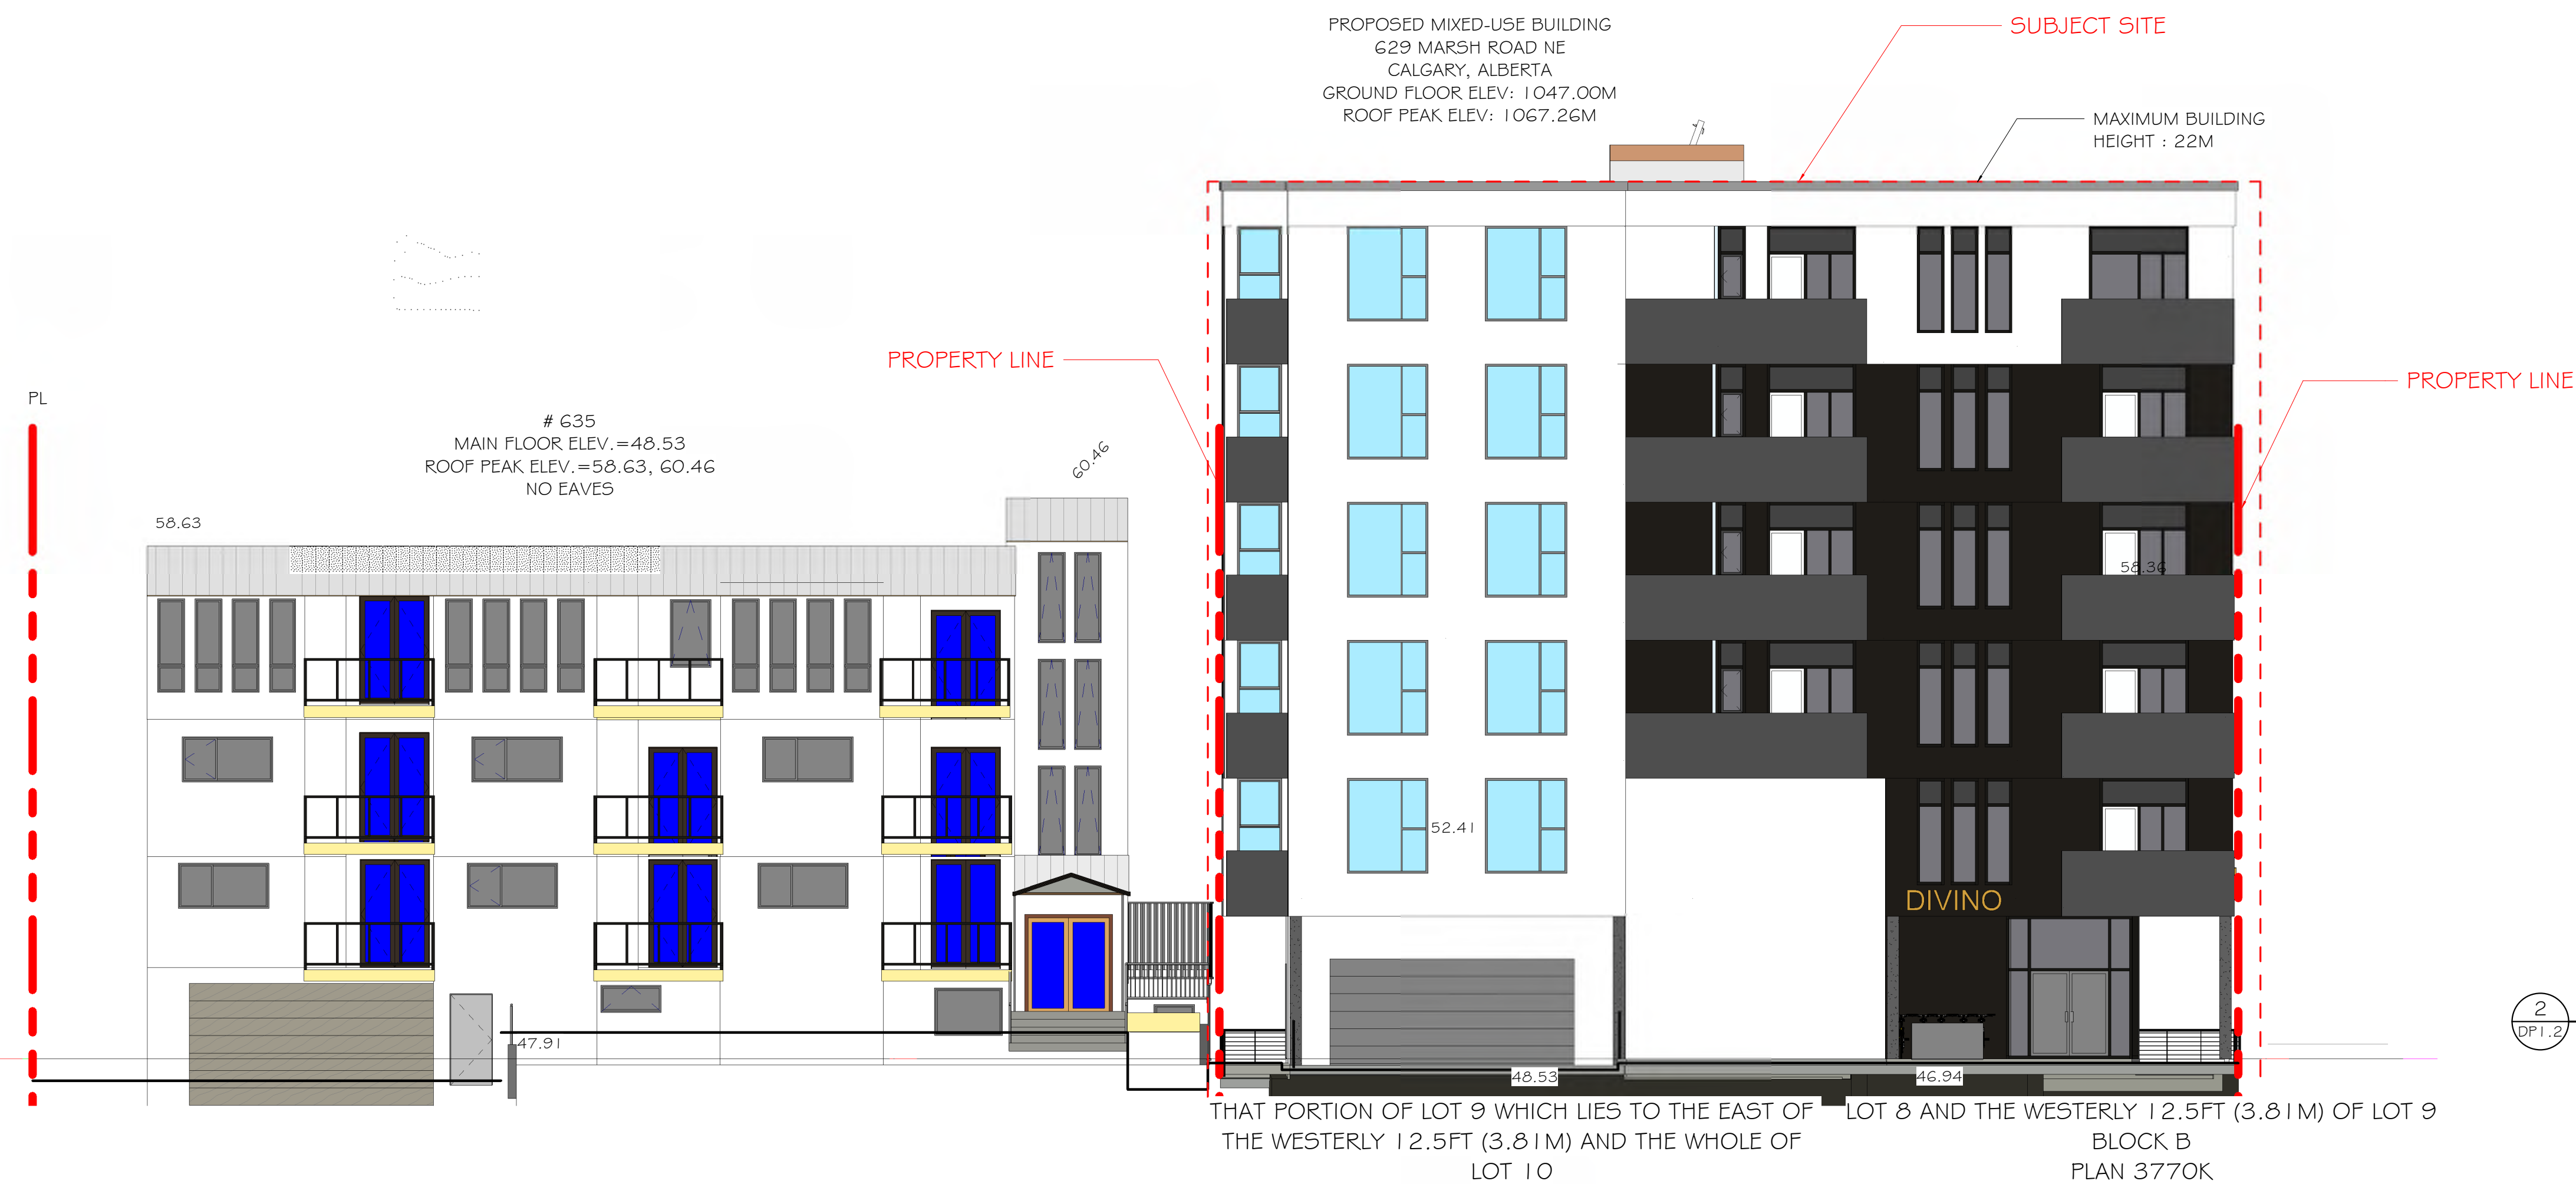 PROPOSED MIXED-USE BUILDING
629 MARSH ROAD NE
CALGARY, ALBERTA
GROUND FLOOR ELEV: 1047.00M
ROOF PEAK ELEV: 1067.26M
SUBJECT SITE
MAXIMUM BUILDING
HEIGHT : 22M
PROPERTY LINE
PROPERTY LINE
PL
# 635
MAIN FLOOR ELEV.=48.53
ROOF PEAK ELEV.=58.63, 60.46
NO EAVES
60.46
58.63
58.36
52.41
DIVINO
47.91
48.53
46.94
2
DP1.2
THAT PORTION OF LOT 9 WHICH LIES TO THE EAST OF
THE WESTERLY 12.5FT (3.81M) AND THE WHOLE OF
LOT 10
LOT 8 AND THE WESTERLY 12.5FT (3.81M) OF LOT 9
BLOCK B
PLAN 3770K